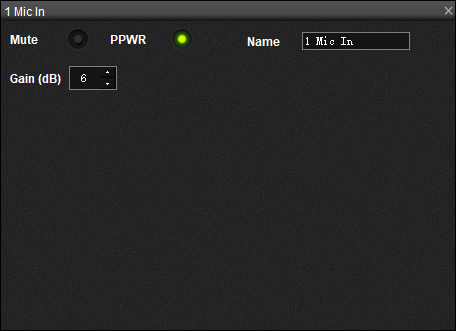 1 Mic In
Mute PPWR Name 1 Mic In
Gain (dB) 6